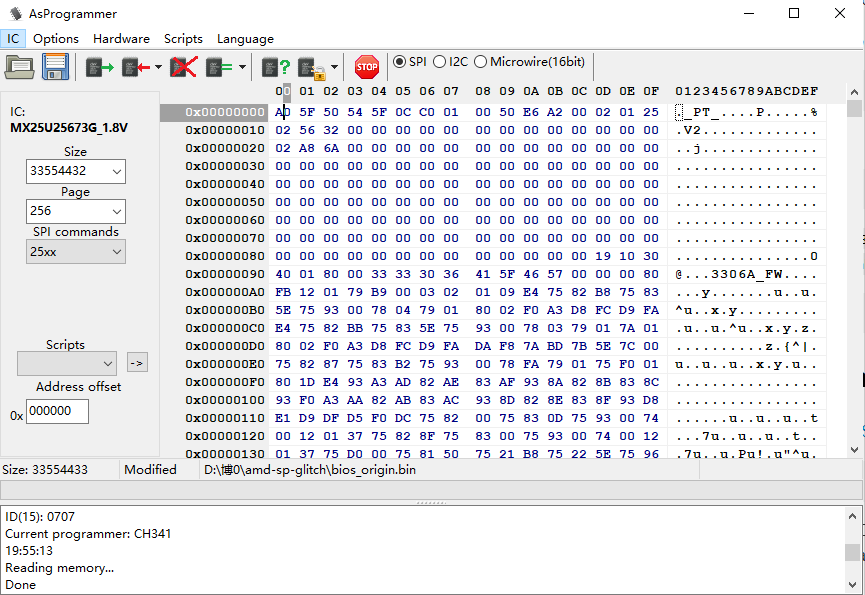 AsProgrammer
IC Options Hardware Scripts Language
STOP SPI I2C Microwire(16bit)
IC:
MX25U25673G_1.8V
Size
33554432
Page
256
SPI commands
25xx
Scripts
->
Address offset
0x 000000
00 01 02 03 04 05 06 07 08 09 0A 0B 0C 0D 0E 0F 0123456789ABCDEF
0x00000000 A0 5F 50 54 5F 0C C0 01 00 50 E6 A2 00 02 01 25 ._PT_....P.....%
0x00000010 02 56 32 00 00 00 00 00 00 00 00 00 00 00 00 00 .V2.............
0x00000020 02 A8 6A 00 00 00 00 00 00 00 00 00 00 00 00 00 ..j.............
0x00000030 00 00 00 00 00 00 00 00 00 00 00 00 00 00 00 00 ................
0x00000040 00 00 00 00 00 00 00 00 00 00 00 00 00 00 00 00 ................
0x00000050 00 00 00 00 00 00 00 00 00 00 00 00 00 00 00 00 ................
0x00000060 00 00 00 00 00 00 00 00 00 00 00 00 00 00 00 00 ................
0x00000070 00 00 00 00 00 00 00 00 00 00 00 00 00 00 00 00 ................
0x00000080 00 00 00 00 00 00 00 00 00 00 00 00 00 19 10 30 ...............0
0x00000090 40 01 80 00 33 33 30 36 41 5F 46 57 00 00 00 80 @...3306A_FW....
0x000000A0 FB 12 01 79 B9 00 03 02 01 09 E4 75 82 B8 75 83 ...y.......u..u.
0x000000B0 5E 75 93 00 78 04 79 01 80 02 F0 A3 D8 FC D9 FA ^u..x.y.........
0x000000C0 E4 75 82 BB 75 83 5E 75 93 00 78 03 79 01 7A 01 .u..u.^u..x.y.z.
0x000000D0 80 02 F0 A3 D8 FC D9 FA DA F8 7A BD 7B 5E 7C 00 ..........z.{^|.
0x000000E0 75 82 87 75 83 B2 75 93 00 78 FA 79 01 75 F0 01 u..u..u..x.y.u..
0x000000F0 80 1D E4 93 A3 AD 82 AE 83 AF 93 8A 82 8B 83 8C ................
0x00000100 93 F0 A3 AA 82 AB 83 AC 93 8D 82 8E 83 8F 93 D8 ................
0x00000110 E1 D9 DF D5 F0 DC 75 82 00 75 83 0D 75 93 00 74 ......u..u..u..t
0x00000120 00 12 01 37 75 82 8F 75 83 00 75 93 00 74 00 12 ...7u..u..u..t..
0x00000130 01 37 75 D0 00 75 81 50 75 21 B8 75 22 5E 75 96 .7u..u.Pu!.u"^u.
Size: 33554433 Modified D:\博0\amd-sp-glitch\bios_origin.bin
ID(15): 0707
Current programmer: CH341
19:55:13
Reading memory...
Done